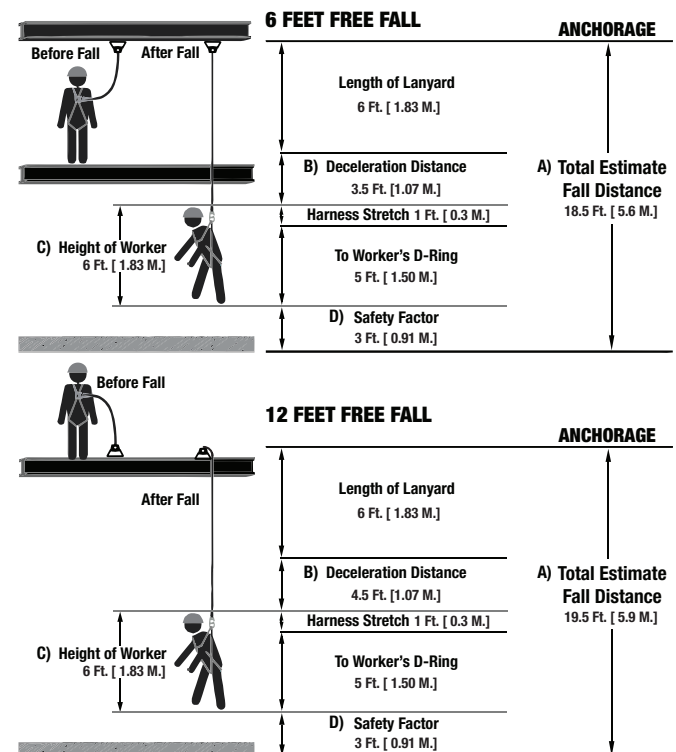 6 FEET FREE FALL
ANCHORAGE
Before Fall
After Fall
Length of Lanyard
6 Ft. [ 1.83 M.]
B) Deceleration Distance
3.5 Ft. [1.07 M.]
A) Total Estimate
Fall Distance
18.5 Ft. [ 5.6 M.]
Harness Stretch 1 Ft. [ 0.3 M.]
C) Height of Worker
6 Ft. [ 1.83 M.]
To Worker's D-Ring
5 Ft. [ 1.50 M.]
D) Safety Factor
3 Ft. [ 0.91 M.]
Before Fall
12 FEET FREE FALL
ANCHORAGE
After Fall
Length of Lanyard
6 Ft. [ 1.83 M.]
B) Deceleration Distance
4.5 Ft. [1.07 M.]
A) Total Estimate
Fall Distance
19.5 Ft. [ 5.9 M.]
Harness Stretch 1 Ft. [ 0.3 M.]
C) Height of Worker
6 Ft. [ 1.83 M.]
To Worker's D-Ring
5 Ft. [ 1.50 M.]
D) Safety Factor
3 Ft. [ 0.91 M.]